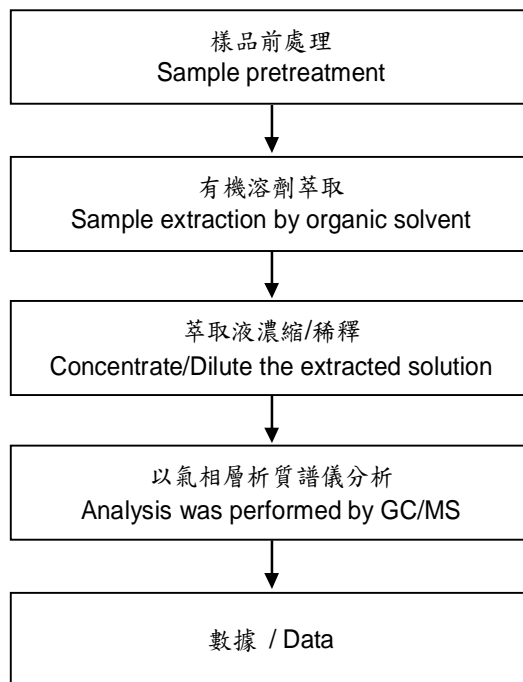 樣品前處理
Sample pretreatment
有機溶劑萃取
Sample extraction by organic solvent
萃取液濃縮/稀釋
Concentrate/Dilute the extracted solution
以氣相層析質譜儀分析
Analysis was performed by GC/MS
數據 / Data